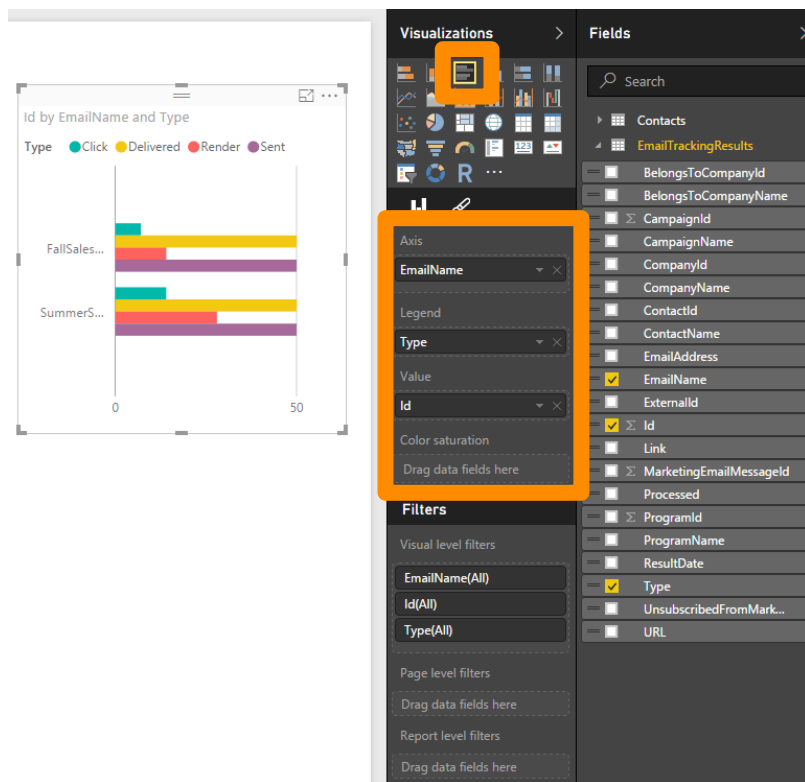 Id by EmailName and Type
Type Click Delivered Render Sent
FallSales...
SummerS...
0 50
Visualizations
R
123
Axis
EmailName
Legend
Type
Value
Id
Color saturation
Drag data fields here
Filters
Visual level filters
EmailName(All)
Id(All)
Type(All)
Page level filters
Drag data fields here
Report level filters
Drag data fields here
Fields
Search
Contacts
EmailTrackingResults
BelongsToCompanyId
BelongsToCompanyName
Σ CampaignId
CampaignName
CompanyId
CompanyName
ContactId
ContactName
EmailAddress
EmailName
ExternalId
Σ Id
Link
Σ MarketingEmailMessageId
Processed
Σ ProgramId
ProgramName
ResultDate
Type
UnsubscribedFromMark...
URL